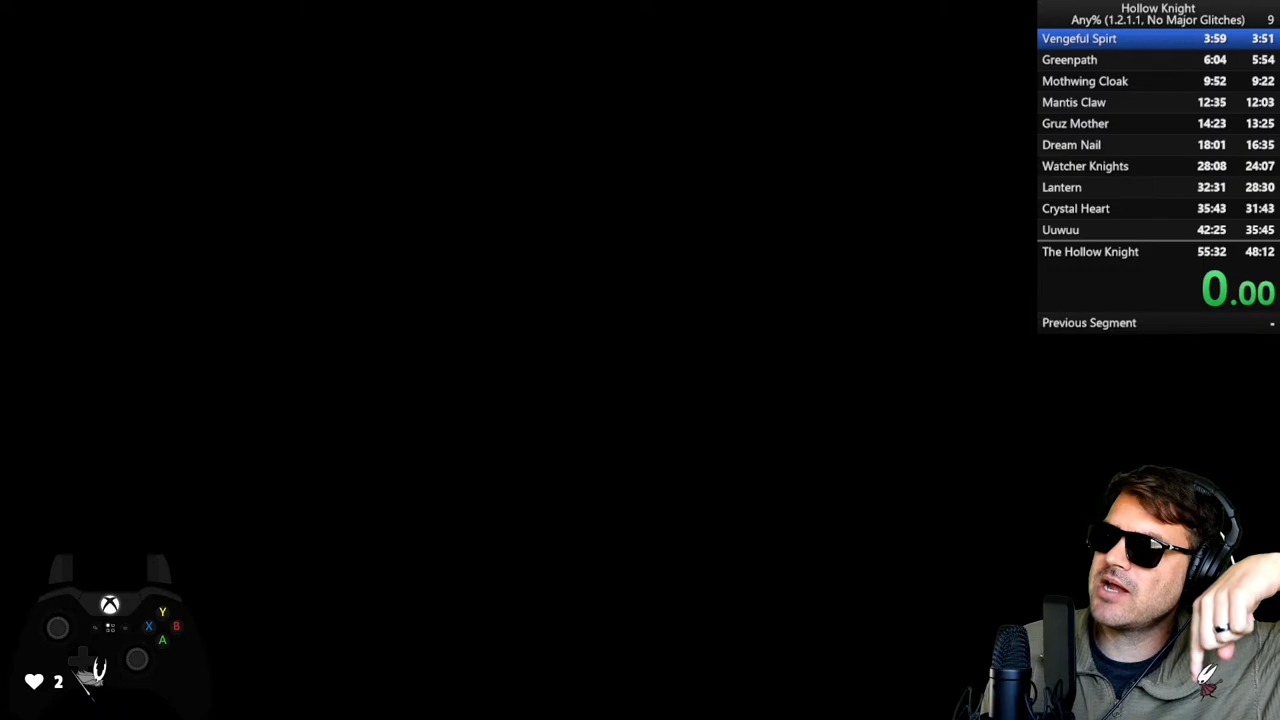 Hollow Knight
Any% (1.2.1.1, No Major Glitches) 9
Vengeful Spirt 3:59 3:51
Greenpath 6:04 5:54
Mothwing Cloak 9:52 9:22
Mantis Claw 12:35 12:03
Gruz Mother 14:23 13:25
Dream Nail 18:01 16:35
Watcher Knights 28:08 24:07
Lantern 32:31 28:30
Crystal Heart 35:43 31:43
Uuwuu 42:25 35:45
The Hollow Knight 55:32 48:12
0.00
Previous Segment -
Y
X B
A
2